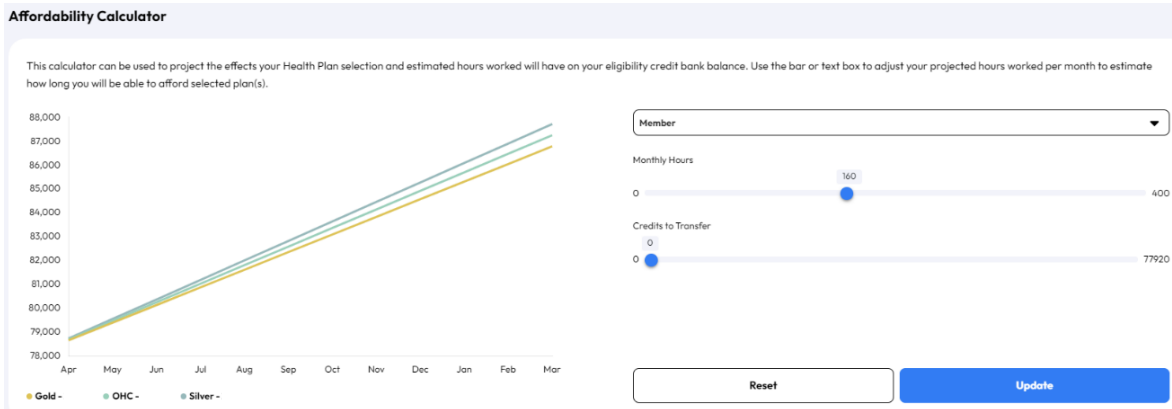 Affordability Calculator
This calculator can be used to project the effects your Health Plan selection and estimated hours worked will have on your eligibility credit bank balance. Use the bar or text box to adjust your projected hours worked per month to estimate
how long you will be able to afford selected plan(s).
88,000
87,000
86,000
85,000
84,000
83,000
82,000
81,000
80,000
79,000
78,000
Apr May Jun Jul Aug Sep Oct Nov Dec Jan Feb Mar
Gold - OHC - Silver -
Member
Monthly Hours
160
0 400
Credits to Transfer
0
0 77920
Reset Update